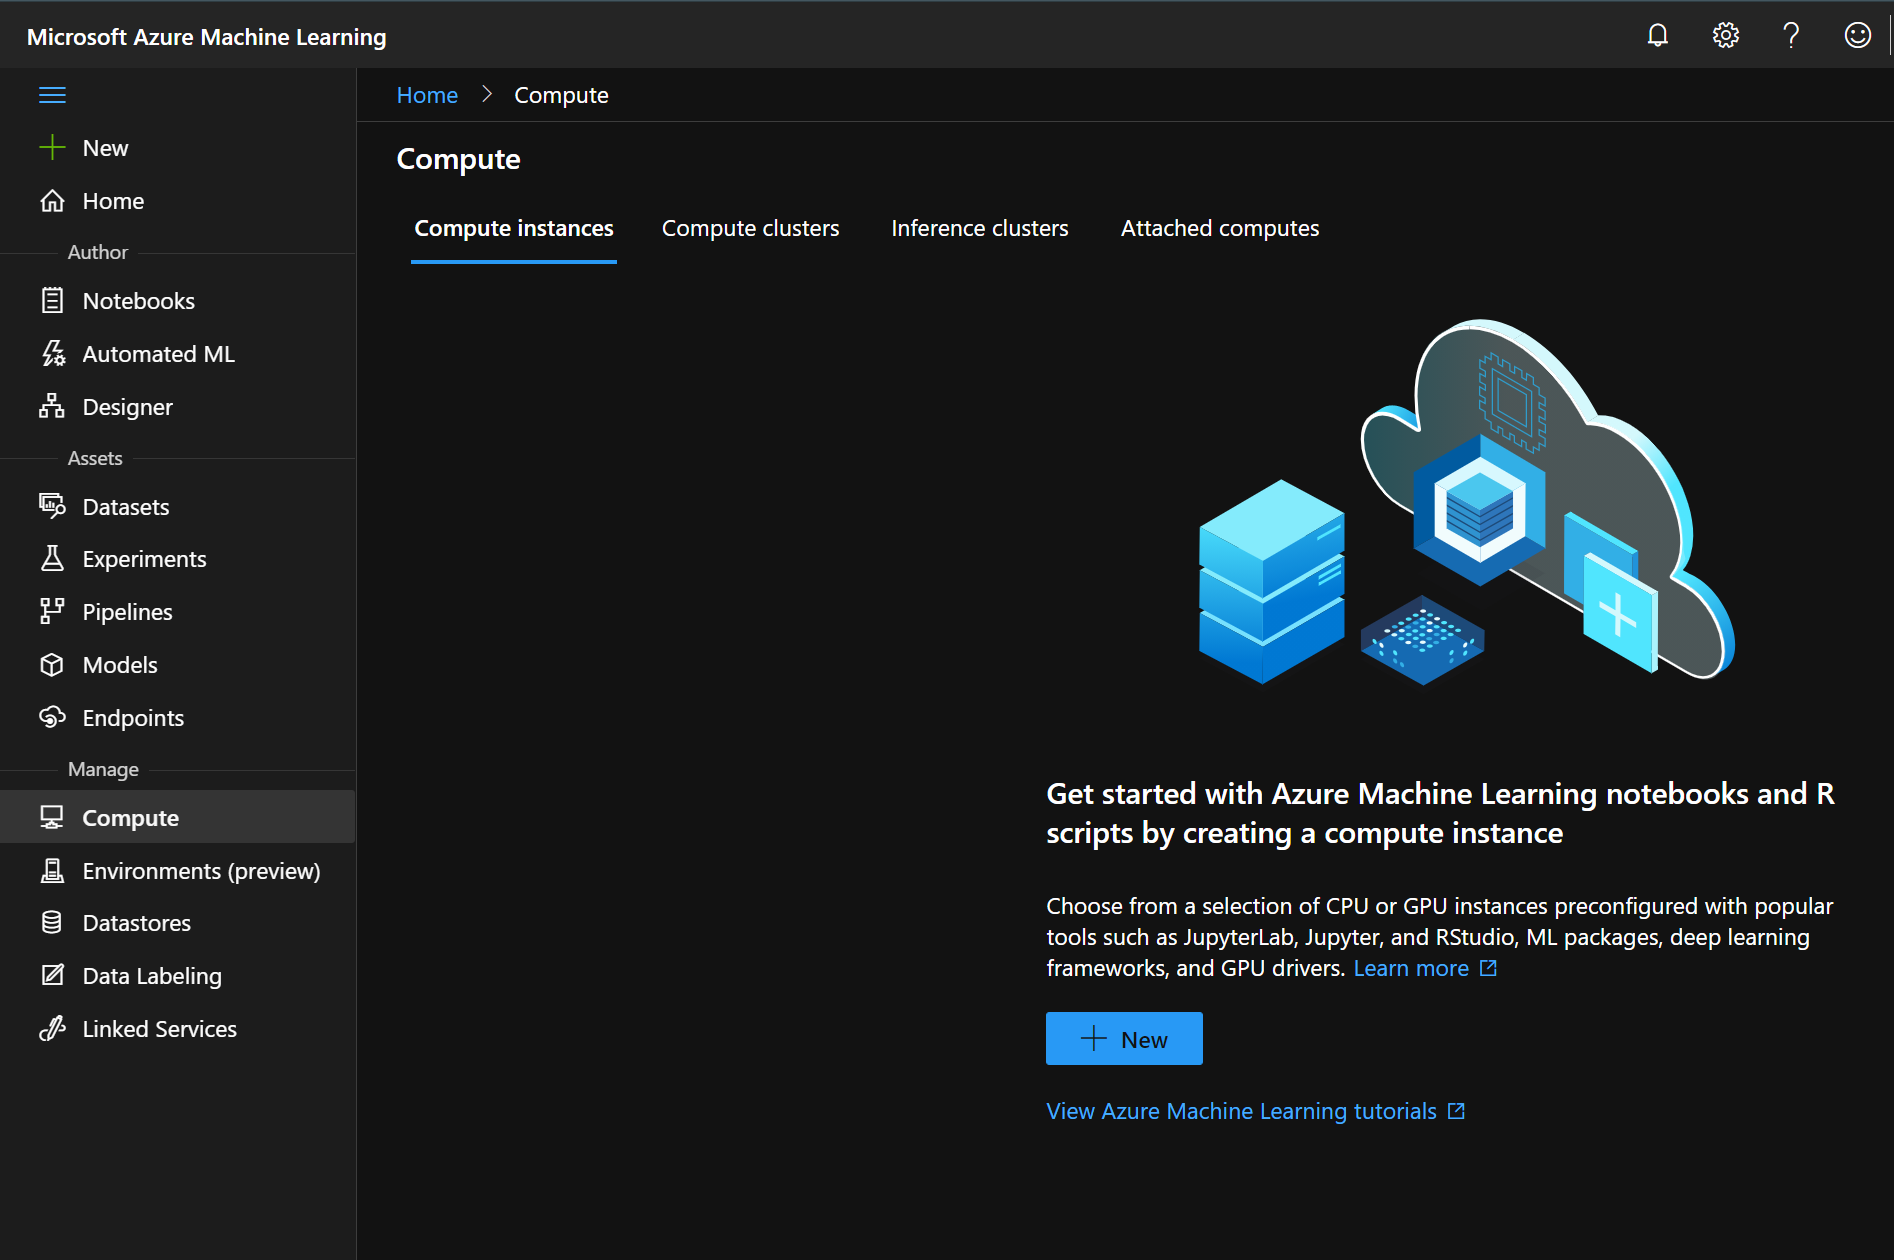 Microsoft Azure Machine Learning
Home > Compute
New
Home
Author
Notebooks
Automated ML
Designer
Assets
Datasets
Experiments
Pipelines
Models
Endpoints
Manage
Compute
Environments (preview)
Datastores
Data Labeling
Linked Services
Compute
Compute instances Compute clusters Inference clusters Attached computes
Get started with Azure Machine Learning notebooks and R
scripts by creating a compute instance
Choose from a selection of CPU or GPU instances preconfigured with popular
tools such as JupyterLab, Jupyter, and RStudio, ML packages, deep learning
frameworks, and GPU drivers. Learn more
New
View Azure Machine Learning tutorials